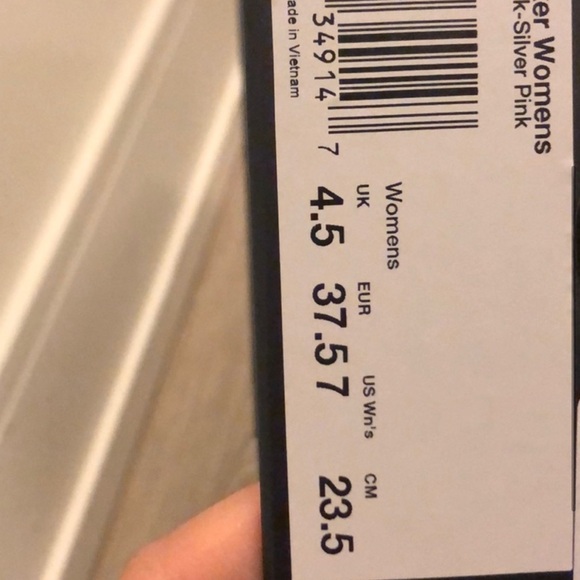 er Womens
k-Silver Pink
34914 7
ade in Vietnam
Womens
UK EUR US Wn's CM
4.5 37.5 7 23.5